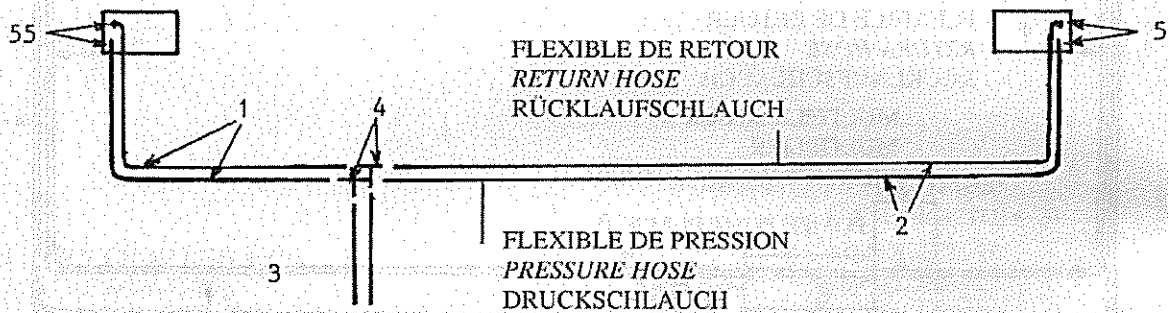 55
5
FLEXIBLE DE RETOUR
RETURN HOSE
RÜCKLAUFSCHLAUCH
1
4
2
FLEXIBLE DE PRESSION
PRESSURE HOSE
DRUCKSCHLAUCH
3